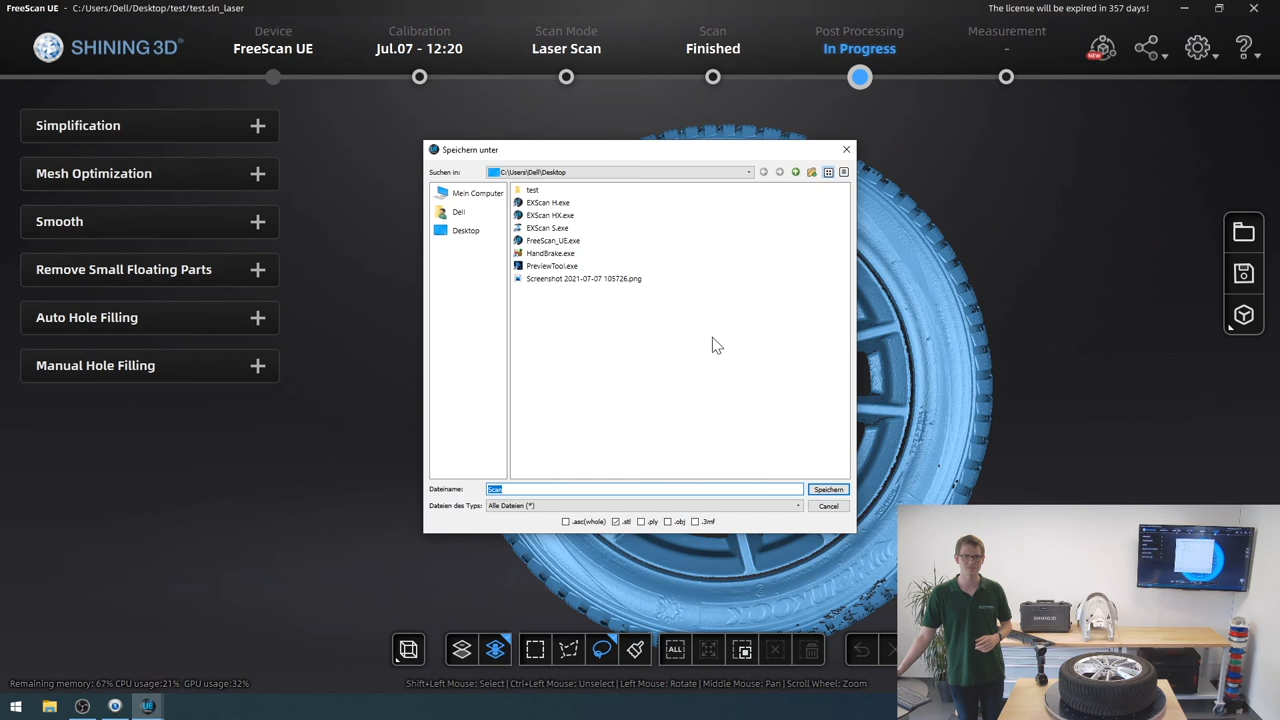 FreeScan UE - C:/Users/Dell/Desktop/test/test.sln_laser
The license will be expired in 357 days!
SHINING 3D®
Device
FreeScan UE
Calibration
Jul.07 - 12:20
Scan Mode
Laser Scan
Scan
Finished
Post Processing
In Progress
Measurement
-
NEW
Simplification
Mesh Optimization
Smooth
Remove Small Floating Parts
Auto Hole Filling
Manual Hole Filling
Speichern unter
Suchen in:
C:\Users\Dell\Desktop
Mein Computer
Dell
Desktop
test
EXScan H.exe
EXScan HX.exe
EXScan S.exe
FreeScan_UE.exe
HandBrake.exe
PreviewTool.exe
Screenshot 2021-07-07 105726.png
Dateiname:
Scan
Speichern
Dateien des Typs:
Alle Dateien (*)
Cancel
.asc(whole)
.stl
.ply
.obj
.3mf
SHINING 3D
ALL
Remaining memory: 67% CPU usage:21% GPU usage:32%
Shift+Left Mouse: Select | Ctrl+Left Mouse: Unselect | Left Mouse: Rotate | Middle Mouse: Pan | Scroll Wheel: Zoom
UE